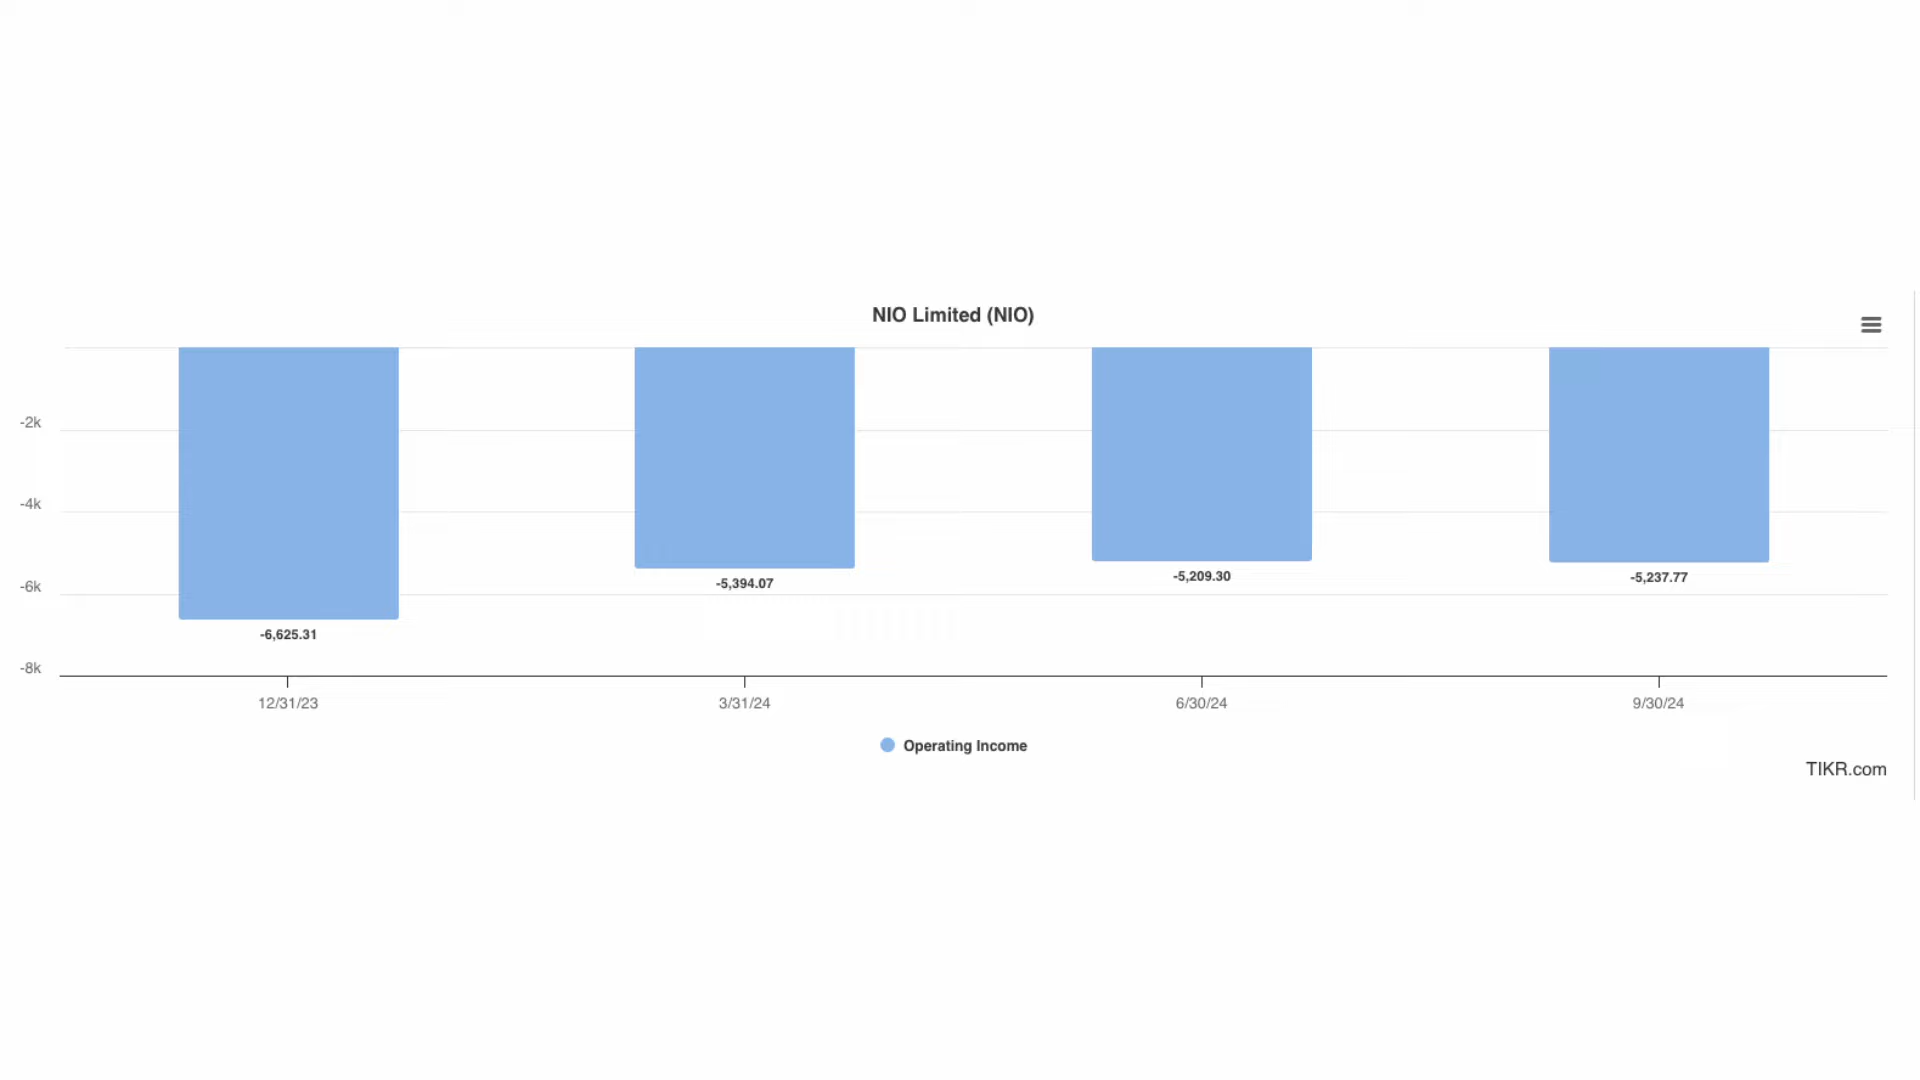 NIO Limited (NIO)
-2k
-4k
-6k
-8k
-6,625.31
-5,394.07
-5,209.30
-5,237.77
12/31/23
3/31/24
6/30/24
9/30/24
Operating Income
TIKR.com